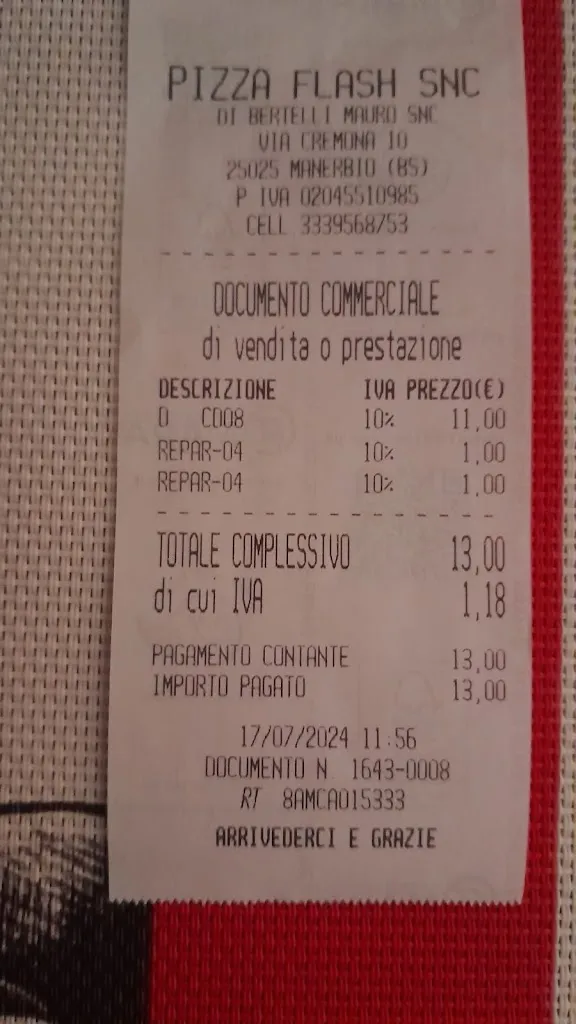 PIZZA FLASH SNC
DI BERTELLI MAURO SNC
VIA CREMONA 10
25025 MANERBIO (BS)
P IVA 02045510985
CELL 3339568753
DOCUMENTO COMMERCIALE
di vendita o prestazione
DESCRIZIONE IVA PREZZO(€)
D CD08 10% 11,00
REPAR-04 10% 1,00
REPAR-04 10% 1,00
TOTALE COMPLESSIVO 13,00
di cui IVA 1,18
PAGAMENTO CONTANTE 13,00
IMPORTO PAGATO 13,00
17/07/2024 11:56
DOCUMENTO N 1643-0008
RT 8AMCA015333
ARRIVEDERCI E GRAZIE